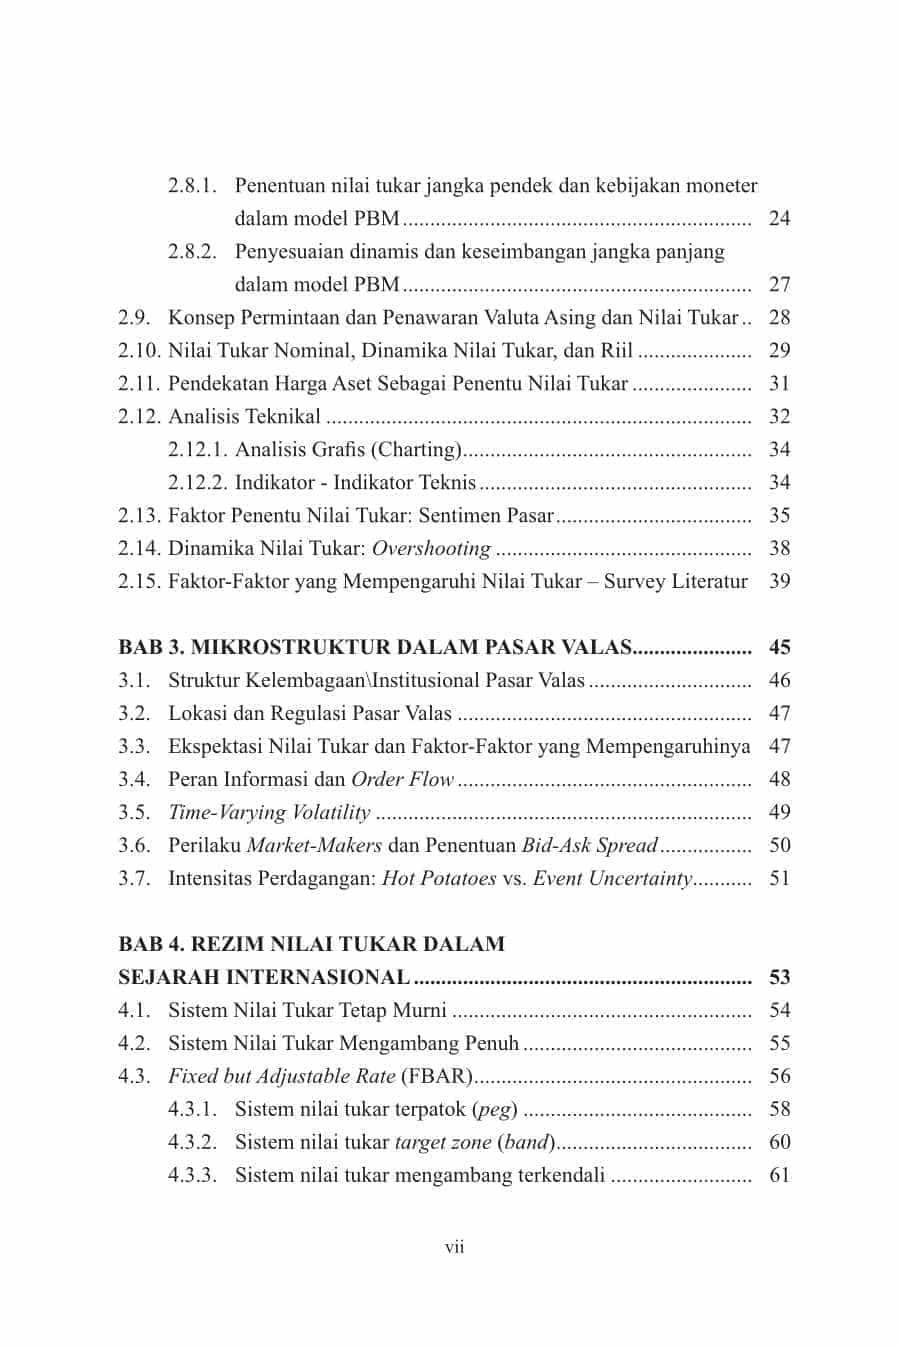 2.8.1. Penentuan nilai tukar jangka pendek dan kebijakan moneter
dalam model PBM................................................................ 24
2.8.2. Penyesuaian dinamis dan keseimbangan jangka panjang
dalam model PBM................................................................ 27
2.9. Konsep Permintaan dan Penawaran Valuta Asing dan Nilai Tukar.. 28
2.10. Nilai Tukar Nominal, Dinamika Nilai Tukar, dan Riil ..................... 29
2.11. Pendekatan Harga Aset Sebagai Penentu Nilai Tukar ...................... 31
2.12. Analisis Teknikal .............................................................................. 32
2.12.1. Analisis Grafis (Charting)..................................................... 34
2.12.2. Indikator - Indikator Teknis.................................................. 34
2.13. Faktor Penentu Nilai Tukar: Sentimen Pasar.................................... 35
2.14. Dinamika Nilai Tukar: Overshooting ............................................... 38
2.15. Faktor-Faktor yang Mempengaruhi Nilai Tukar – Survey Literatur 39
BAB 3. MIKROSTRUKTUR DALAM PASAR VALAS...................... 45
3.1. Struktur Kelembagaan\Institusional Pasar Valas .............................. 46
3.2. Lokasi dan Regulasi Pasar Valas ...................................................... 47
3.3. Ekspektasi Nilai Tukar dan Faktor-Faktor yang Mempengaruhinya 47
3.4. Peran Informasi dan Order Flow...................................................... 48
3.5. Time-Varying Volatility ..................................................................... 49
3.6. Perilaku Market-Makers dan Penentuan Bid-Ask Spread................. 50
3.7. Intensitas Perdagangan: Hot Potatoes vs. Event Uncertainty........... 51
BAB 4. REZIM NILAI TUKAR DALAM
SEJARAH INTERNASIONAL.............................................................. 53
4.1. Sistem Nilai Tukar Tetap Murni ....................................................... 54
4.2. Sistem Nilai Tukar Mengambang Penuh.......................................... 55
4.3. Fixed but Adjustable Rate (FBAR)................................................... 56
4.3.1. Sistem nilai tukar terpatok (peg) .......................................... 58
4.3.2. Sistem nilai tukar target zone (band).................................... 60
4.3.3. Sistem nilai tukar mengambang terkendali .......................... 61
vii